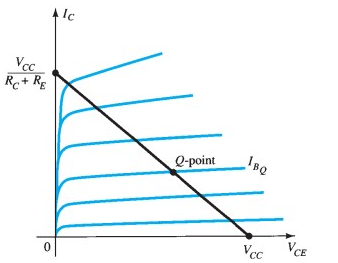 I_C
V_CC
R_C + R_E
Q-point
I_BQ
0
V_CC
V_CE